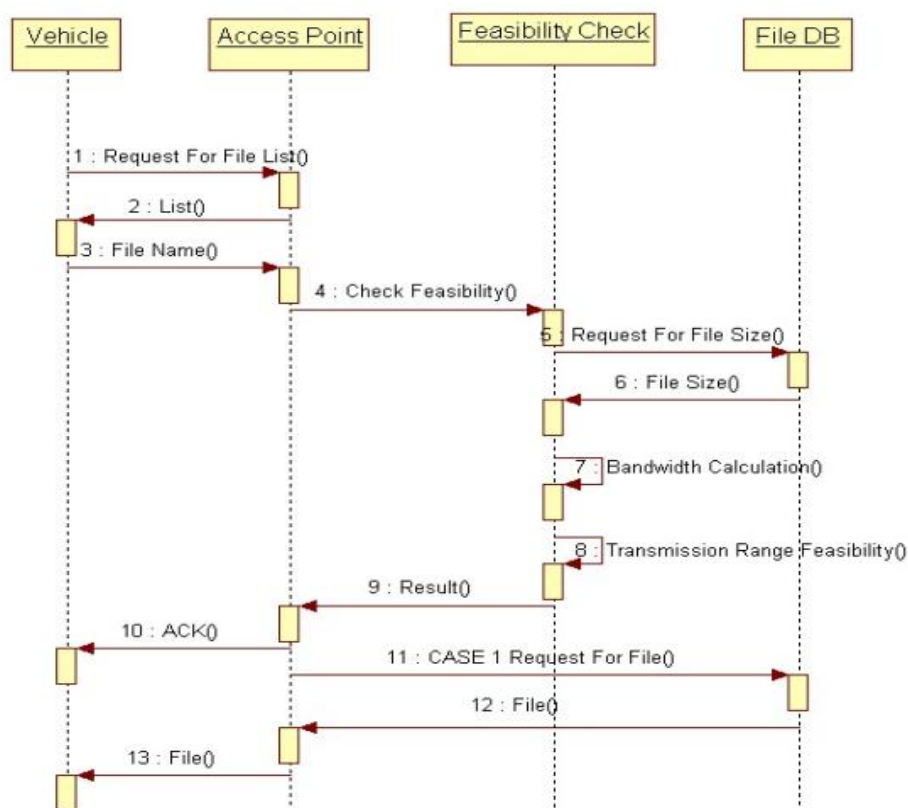 Vehicle
Access Point
Feasibility Check
File DB
1 : Request For File List()
2 : List()
3 : File Name()
4 : Check Feasibility()
5 : Request For File Size()
6 : File Size()
7 : Bandwidth Calculation()
8 : Transmission Range Feasibility()
9 : Result()
10 : ACK()
11 : CASE 1 Request For File()
12 : File()
13 : File()